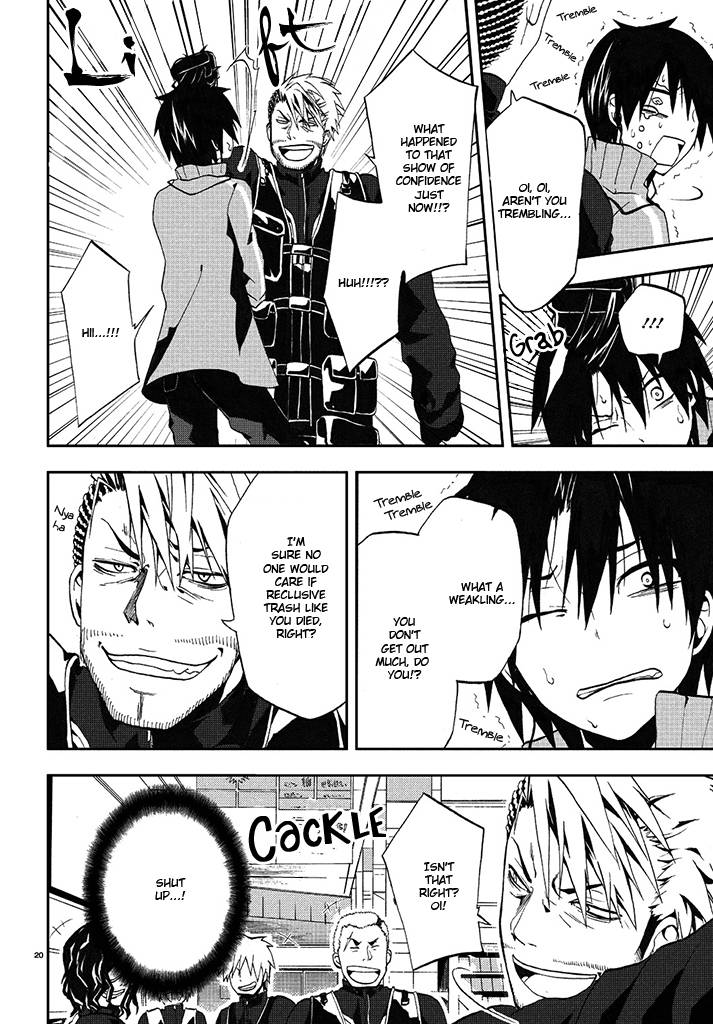 Tremble
Tremble
Tremble
OI, OI,
AREN'T YOU
TREMBLING...
!!!
Grab
Lift
WHAT
HAPPENED
TO THAT
SHOW OF
CONFIDENCE
JUST
NOW!!?
HUH!!!??
HII...!!!
Tremble
Tremble
WHAT A
WEAKLING...
YOU
DON'T
GET OUT
MUCH, DO
YOU!?
Tremble
Tremble
I'M
SURE NO
ONE WOULD
CARE IF
RECLUSIVE
TRASH LIKE
YOU DIED,
RIGHT?
Nya
ha
ISN'T
THAT
RIGHT?
OI!
CACKLE
SHUT
UP...!
20